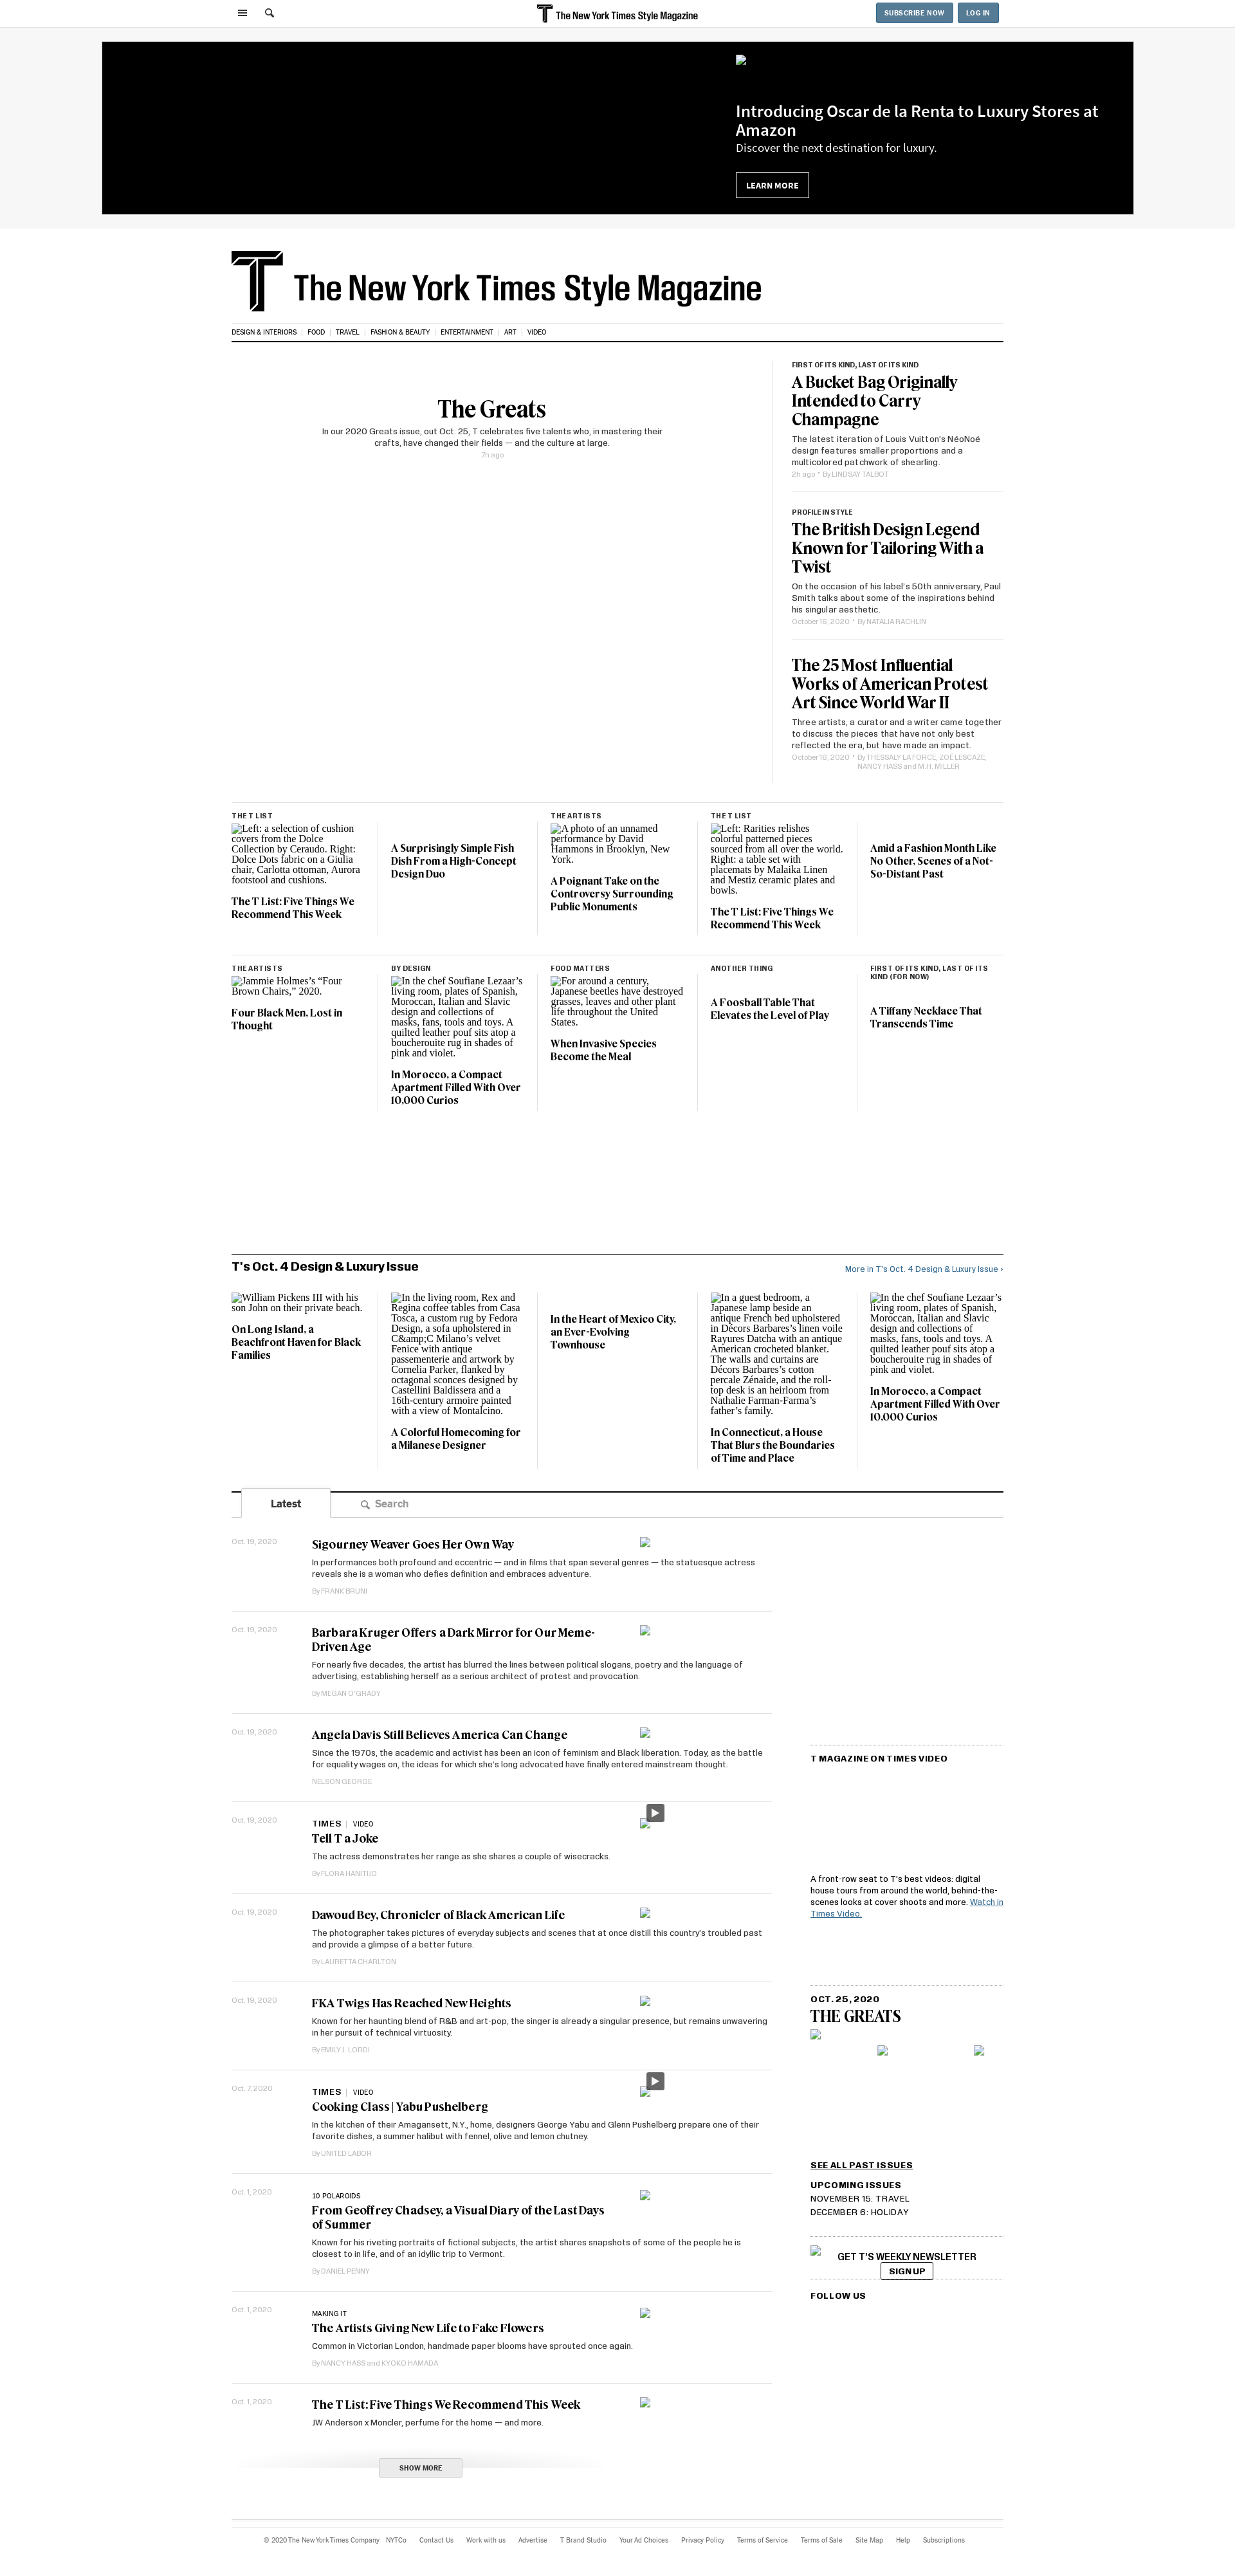 The New York Times Style Magazine
SUBSCRIBE NOW
LOG IN
Introducing Oscar de la Renta to Luxury Stores at
Amazon
Discover the next destination for luxury.
LEARN MORE
The New York Times Style Magazine
DESIGN & INTERIORS | FOOD | TRAVEL | FASHION & BEAUTY | ENTERTAINMENT | ART | VIDEO
The Greats
In our 2020 Greats issue, out Oct. 25, T celebrates five talents who, in mastering their
crafts, have changed their fields — and the culture at large.
7h ago
FIRST OF ITS KIND, LAST OF ITS KIND
A Bucket Bag Originally
Intended to Carry
Champagne
The latest iteration of Louis Vuitton's NéoNoé
design features smaller proportions and a
multicolored patchwork of shearling.
2h ago • By LINDSAY TALBOT
PROFILE IN STYLE
The British Design Legend
Known for Tailoring With a
Twist
On the occasion of his label's 50th anniversary, Paul
Smith talks about some of the inspirations behind
his singular aesthetic.
October 16, 2020 • By NATALIA RACHLIN
The 25 Most Influential
Works of American Protest
Art Since World War II
Three artists, a curator and a writer came together
to discuss the pieces that have not only best
reflected the era, but have made an impact.
October 16, 2020 • By THESSALY LA FORCE, ZOË LESCAZE,
NANCY HASS and M.H. MILLER
THE T LIST
Left: a selection of cushion
covers from the Dolce
Collection by Ceraudo. Right:
Dolce Dots fabric on a Giulia
chair, Carlotta ottoman, Aurora
footstool and cushions.
The T List: Five Things We
Recommend This Week
A Surprisingly Simple Fish
Dish From a High-Concept
Design Duo
THE ARTISTS
A photo of an unnamed
performance by David
Hammons in Brooklyn, New
York.
A Poignant Take on the
Controversy Surrounding
Public Monuments
THE T LIST
Left: Rarities relishes
colorful patterned pieces
sourced from all over the world.
Right: a table set with
placemats by Malaika Linen
and Mestiz ceramic plates and
bowls.
The T List: Five Things We
Recommend This Week
Amid a Fashion Month Like
No Other, Scenes of a Not-
So-Distant Past
THE ARTISTS
Jammie Holmes's “Four
Brown Chairs,” 2020.
Four Black Men, Lost in
Thought
BY DESIGN
In the chef Soufiane Lezaar’s
living room, plates of Spanish,
Moroccan, Italian and Slavic
design and collections of
masks, fans, tools and toys. A
quilted leather pouf sits atop a
boucherouite rug in shades of
pink and violet.
In Morocco, a Compact
Apartment Filled With Over
10,000 Curios
FOOD MATTERS
For around a century,
Japanese beetles have destroyed
grasses, leaves and other plant
life throughout the United
States.
When Invasive Species
Become the Meal
ANOTHER THING
A Foosball Table That
Elevates the Level of Play
FIRST OF ITS KIND, LAST OF ITS
KIND (FOR NOW)
A Tiffany Necklace That
Transcends Time
T's Oct. 4 Design & Luxury Issue
More in T's Oct. 4 Design & Luxury Issue ›
William Pickens III with his
son John on their private beach.
On Long Island, a
Beachfront Haven for Black
Families
In the living room, Rex and
Regina coffee tables from Casa
Tosca, a custom rug by Fedora
Design, a sofa upholstered in
C&amp;C Milano’s velvet
Fenice with antique
passementerie and artwork by
Cornelia Parker, flanked by
octagonal sconces designed by
Castellini Baldissera and a
16th-century armoire painted
with a view of Montalcino.
A Colorful Homecoming for
a Milanese Designer
In the Heart of Mexico City,
an Ever-Evolving
Townhouse
In a guest bedroom, a
Japanese lamp beside an
antique French bed upholstered
in Décors Barbares’s linen voile
Rayures Datcha with an antique
American crocheted blanket.
The walls and curtains are
Décors Barbares’s cotton
percale Zénaide, and the roll-
top desk is an heirloom from
Nathalie Farman-Farma’s
father’s family.
In Connecticut, a House
That Blurs the Boundaries
of Time and Place
In the chef Soufiane Lezaar’s
living room, plates of Spanish,
Moroccan, Italian and Slavic
design and collections of
masks, fans, tools and toys. A
quilted leather pouf sits atop a
boucherouite rug in shades of
pink and violet.
In Morocco, a Compact
Apartment Filled With Over
10,000 Curios
Latest
Search
Oct. 19, 2020
Sigourney Weaver Goes Her Own Way
In performances both profound and eccentric — and in films that span several genres — the statuesque actress
reveals she is a woman who defies definition and embraces adventure.
By FRANK BRUNI
Oct. 19, 2020
Barbara Kruger Offers a Dark Mirror for Our Meme-
Driven Age
For nearly five decades, the artist has blurred the lines between political slogans, poetry and the language of
advertising, establishing herself as a serious architect of protest and provocation.
By MEGAN O'GRADY
Oct. 19, 2020
Angela Davis Still Believes America Can Change
Since the 1970s, the academic and activist has been an icon of feminism and Black liberation. Today, as the battle
for equality wages on, the ideas for which she's long advocated have finally entered mainstream thought.
NELSON GEORGE
Oct. 19, 2020
TIMES | VIDEO
Tell T a Joke
The actress demonstrates her range as she shares a couple of wisecracks.
By FLORA HANITIJO
Oct. 19, 2020
Dawoud Bey, Chronicler of Black American Life
The photographer takes pictures of everyday subjects and scenes that at once distill this country's troubled past
and provide a glimpse of a better future.
By LAURETTA CHARLTON
Oct. 19, 2020
FKA Twigs Has Reached New Heights
Known for her haunting blend of R&B and art-pop, the singer is already a singular presence, but remains unwavering
in her pursuit of technical virtuosity.
By EMILY J. LORDI
Oct. 7, 2020
TIMES | VIDEO
Cooking Class | Yabu Pushelberg
In the kitchen of their Amagansett, N.Y., home, designers George Yabu and Glenn Pushelberg prepare one of their
favorite dishes, a summer halibut with fennel, olive and lemon chutney.
By UNITED LABOR
Oct. 1, 2020
10 POLAROIDS
From Geoffrey Chadsey, a Visual Diary of the Last Days
of Summer
Known for his riveting portraits of fictional subjects, the artist shares snapshots of some of the people he is
closest to in life, and of an idyllic trip to Vermont.
By DANIEL PENNY
Oct. 1, 2020
MAKING IT
The Artists Giving New Life to Fake Flowers
Common in Victorian London, handmade paper blooms have sprouted once again.
By NANCY HASS and KYOKO HAMADA
Oct. 1, 2020
The T List: Five Things We Recommend This Week
JW Anderson x Moncler, perfume for the home — and more.
SHOW MORE
T MAGAZINE ON TIMES VIDEO
A front-row seat to T's best videos: digital
house tours from around the world, behind-the-
scenes looks at cover shoots and more. Watch in
Times Video.
OCT. 25, 2020
THE GREATS
SEE ALL PAST ISSUES
UPCOMING ISSUES
NOVEMBER 15: TRAVEL
DECEMBER 6: HOLIDAY
GET T'S WEEKLY NEWSLETTER
SIGN UP
FOLLOW US
© 2020 The New York Times Company NYTCo Contact Us Work with us Advertise T Brand Studio Your Ad Choices Privacy Policy Terms of Service Terms of Sale Site Map Help Subscriptions